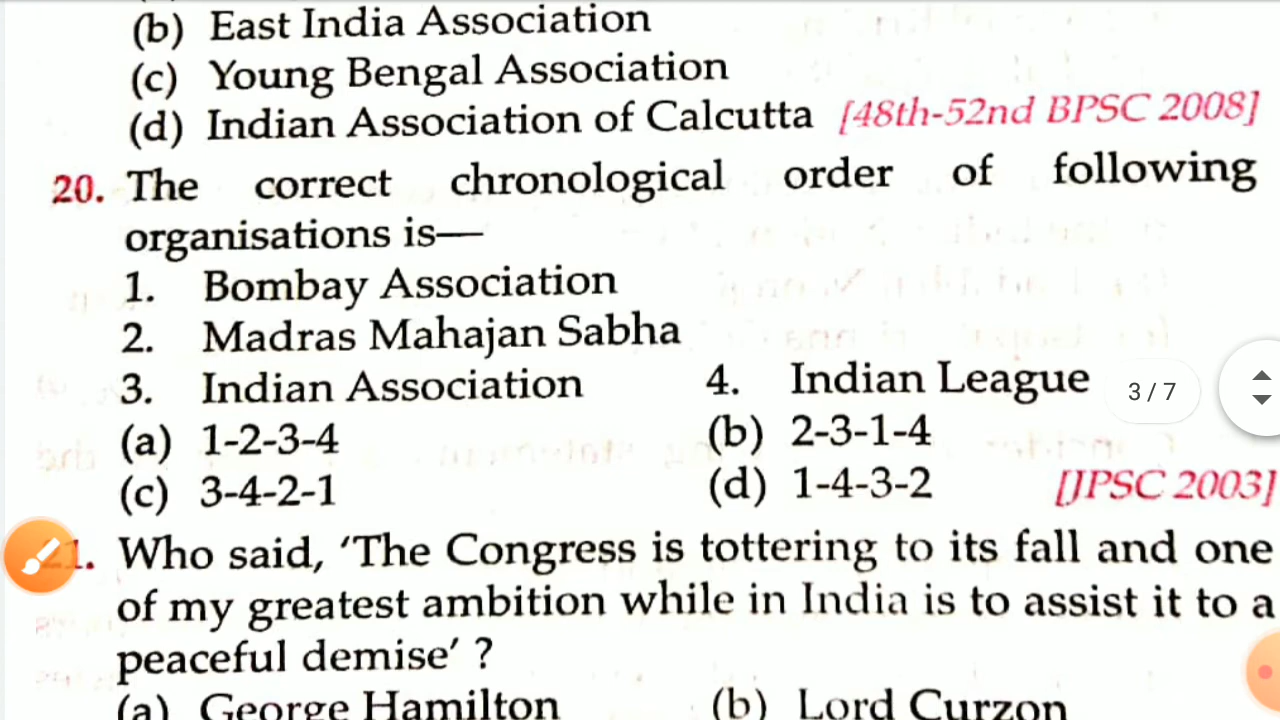 (b) East India Association
(c) Young Bengal Association
(d) Indian Association of Calcutta [48th-52nd BPSC 2008]
20. The correct chronological order of following
organisations is—
1. Bombay Association
2. Madras Mahajan Sabha
3. Indian Association 4. Indian League
3 / 7
(a) 1-2-3-4 (b) 2-3-1-4
(c) 3-4-2-1 (d) 1-4-3-2 [JPSC 2003]
21. Who said, ‘The Congress is tottering to its fall and one
of my greatest ambition while in India is to assist it to a
peaceful demise’ ?
(a) George Hamilton (b) Lord Curzon